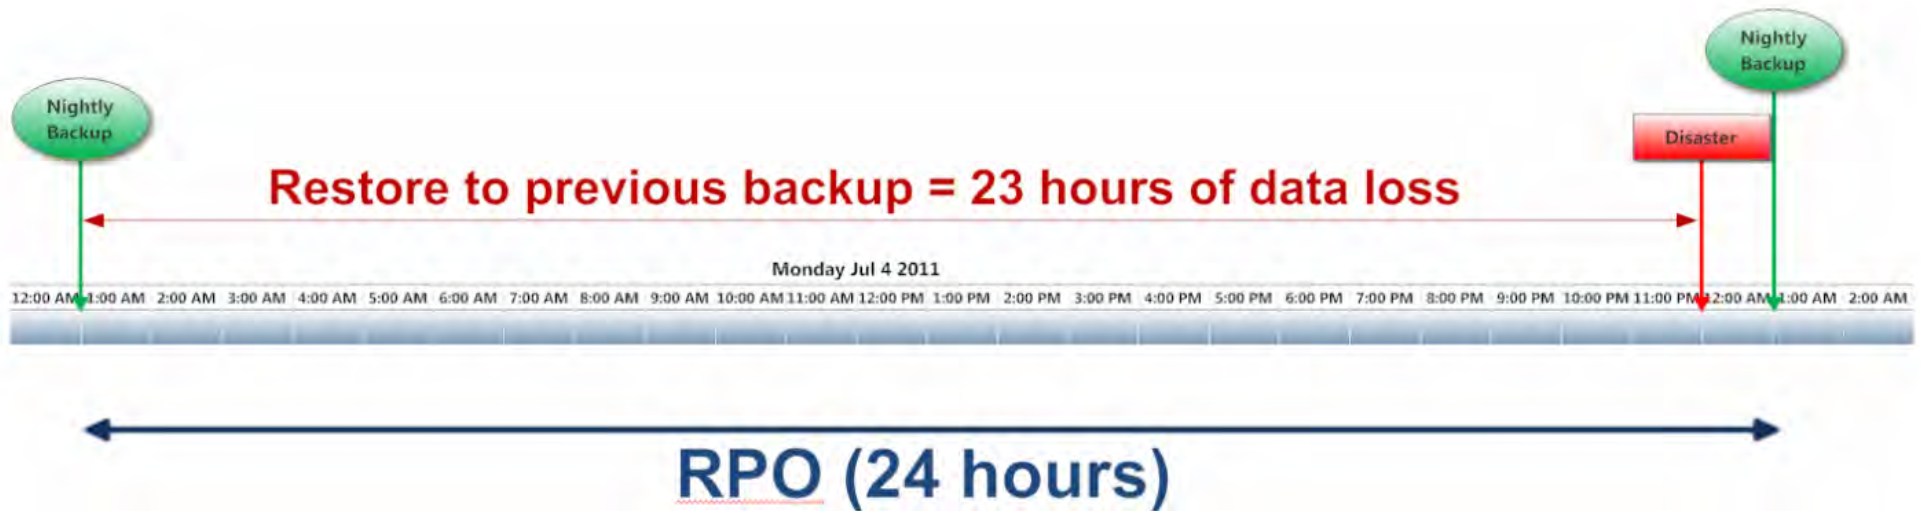 Nightly
Backup
Nightly
Backup
Disaster
Restore to previous backup = 23 hours of data loss
Monday Jul 4 2011
12:00 AM 1:00 AM 2:00 AM 3:00 AM 4:00 AM 5:00 AM 6:00 AM 7:00 AM 8:00 AM 9:00 AM 10:00 AM 11:00 AM 12:00 PM 1:00 PM 2:00 PM 3:00 PM 4:00 PM 5:00 PM 6:00 PM 7:00 PM 8:00 PM 9:00 PM 10:00 PM 11:00 PM 12:00 AM 1:00 AM 2:00 AM
RPO (24 hours)